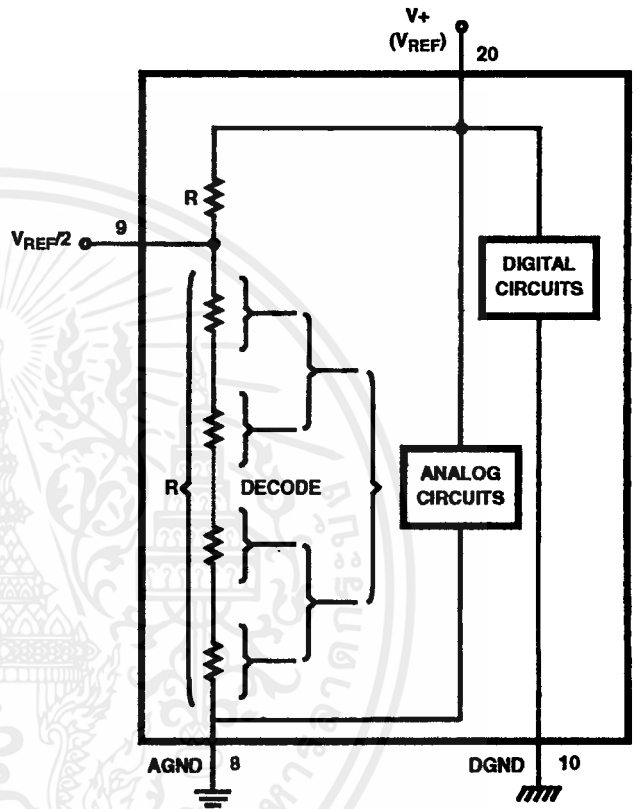 V+
(VREF)
20
R
9
VREF/2
DIGITAL
CIRCUITS
R
DECODE
ANALOG
CIRCUITS
AGND
8
DGND
10